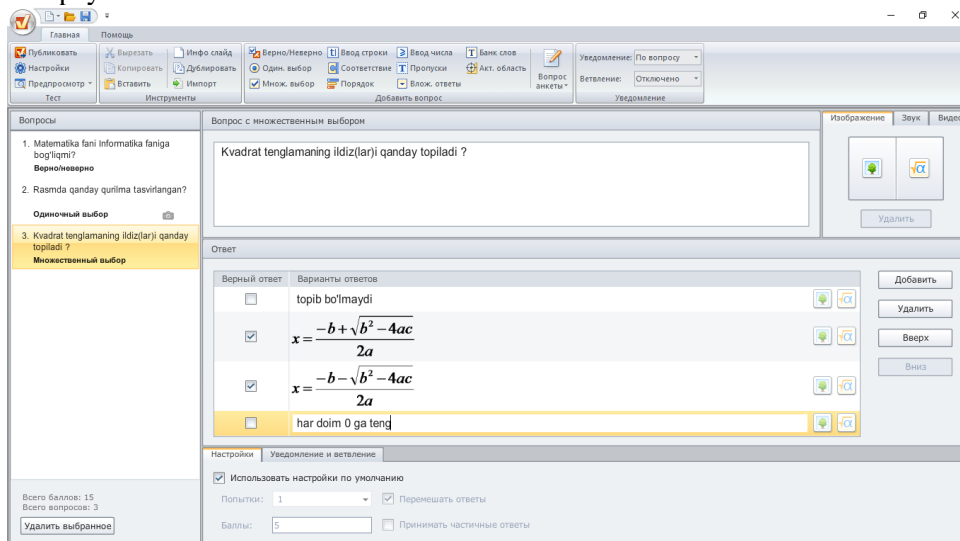 Главная Помощь
Публиковать Вырезать Инфо слайд Верно/Неверно Ввод строки Ввод числа Банк слов
Настройки Копировать Дублировать Один. выбор Соответствие Пропуски Акт. область
Предпросмотр Вставить Импорт Множ. выбор Порядок Влож. ответы
Вопрос анкеты
Уведомление: По вопросу
Ветвление: Отключено
Тест Инструменты Добавить вопрос Уведомление
Вопросы
1. Matematika fani Informatika faniga
bog'liqmi?
Верно/неверно
2. Rasmda qanday qurilma tasvirlangan?
Одиночный выбор
3. Kvadrat tenglamaning ildiz(lar)i qanday
topiladi ?
Множественный выбор
Всего баллов: 15
Всего вопросов: 3
Удалить выбранное
Вопрос с множественным выбором
Kvadrat tenglamaning ildiz(lar)i qanday topiladi ?
Изображение Звук Видео
Удалить
Ответ
Верный ответ Варианты ответов
topib bo'lmaydi
x = \frac{-b+\sqrt{b^2-4ac}}{2a}
x = \frac{-b-\sqrt{b^2-4ac}}{2a}
har doim 0 ga teng
Добавить
Удалить
Вверх
Вниз
Настройки Уведомление и ветвление
Использовать настройки по умолчанию
Попытки: 1 Перемешать ответы
Баллы: 5 Принимать частичные ответы